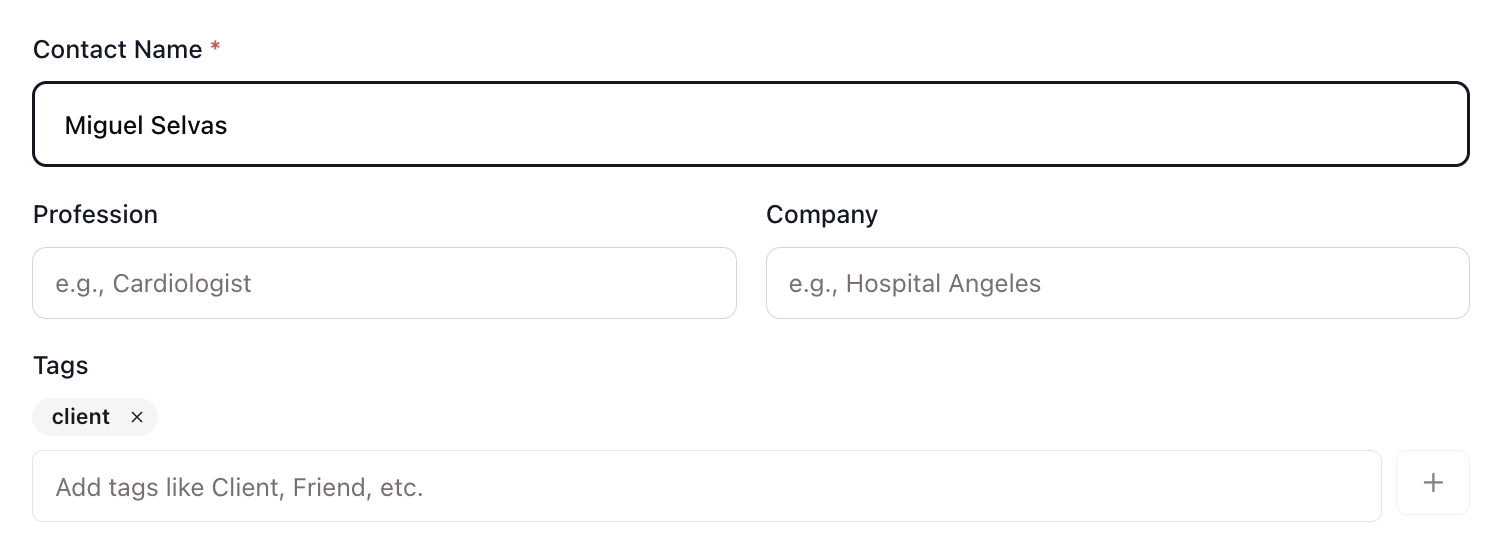 Contact Name *
Miguel Selvas
Profession
Company
e.g., Cardiologist
e.g., Hospital Angeles
Tags
client ×
Add tags like Client, Friend, etc.
+